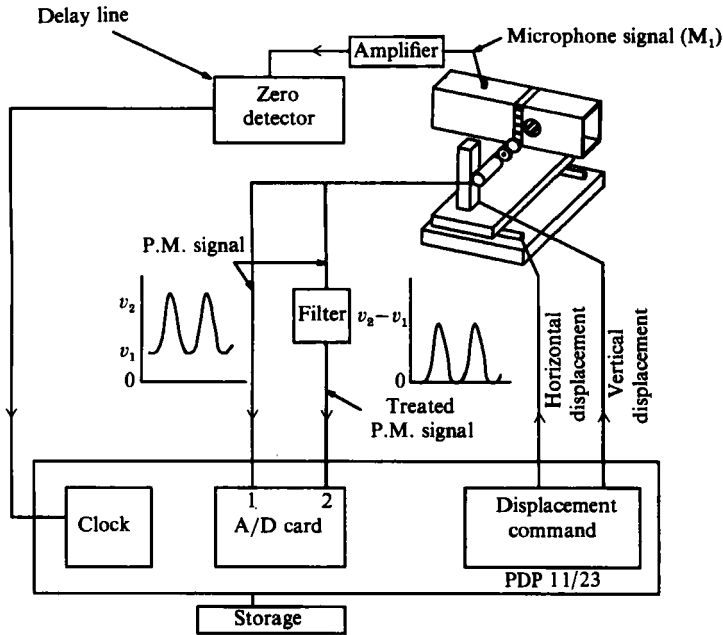 Delay line
Amplifier
Microphone signal (M₁)
Zero
detector
P.M. signal
v₂
v₁
0
Filter
v₂−v₁
0
Treated
P.M. signal
Horizontal
displacement
Vertical
displacement
Clock
1
2
A/D card
Displacement
command
PDP 11/23
Storage